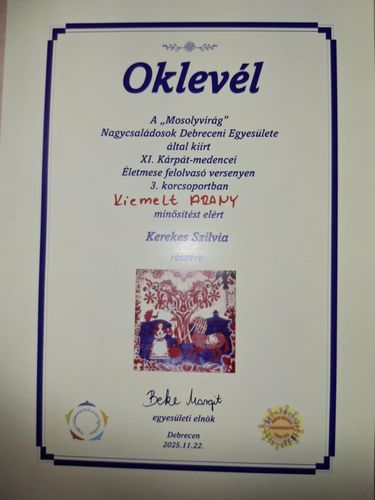 Oklevél
A „Mosolyvirág”
Nagycsaládosok Debreceni Egyesülete
által kiírt
XI. Kárpát-medencei
Életmese felolvasó versenyen
3. korcsoportban
Kiemelt ARANY
minősítést elért
Kerekes Szilvia
részére
Beke Margit
egyesületi elnök
Debrecen
2025.11.22.